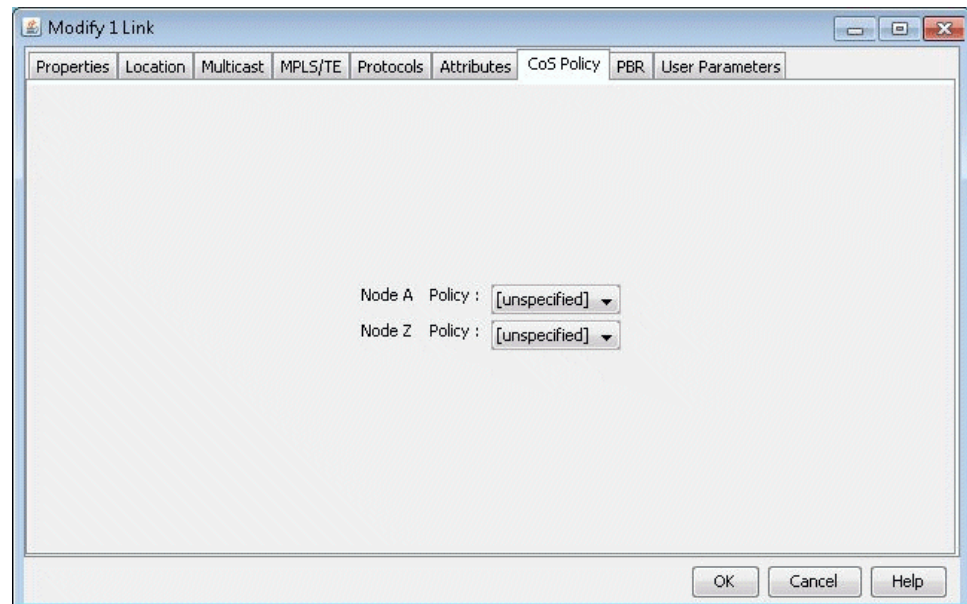 Modify 1 Link
Properties Location Multicast MPLS/TE Protocols Attributes CoS Policy PBR User Parameters
Node A Policy : [unspecified]
Node Z Policy : [unspecified]
OK Cancel Help